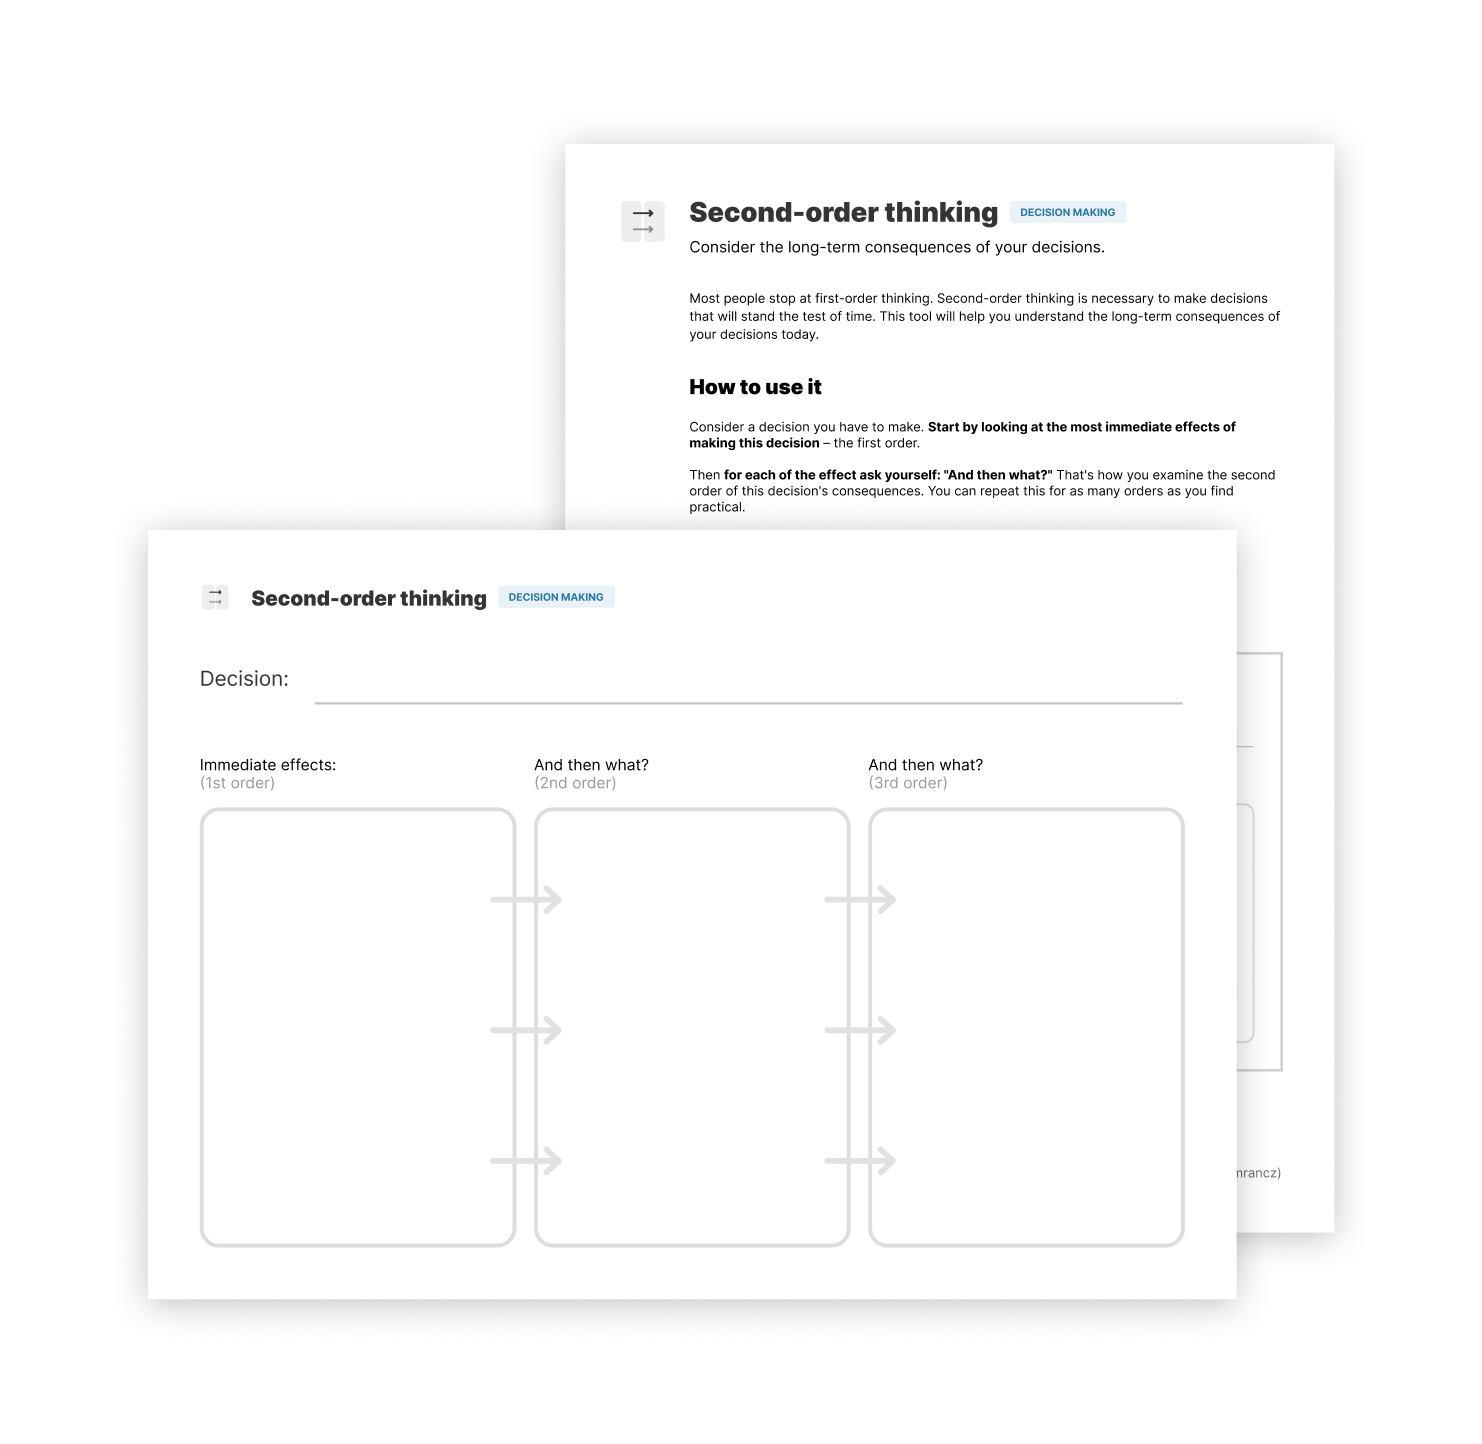 Second-order thinking DECISION MAKING
Consider the long-term consequences of your decisions.
Most people stop at first-order thinking. Second-order thinking is necessary to make decisions
that will stand the test of time. This tool will help you understand the long-term consequences of
your decisions today.
How to use it
Consider a decision you have to make. Start by looking at the most immediate effects of
making this decision – the first order.
Then for each of the effect ask yourself: "And then what?" That's how you examine the second
order of this decision's consequences. You can repeat this for as many orders as you find
practical.
Second-order thinking DECISION MAKING
Decision:
Immediate effects:
(1st order)
And then what?
(2nd order)
And then what?
(3rd order)